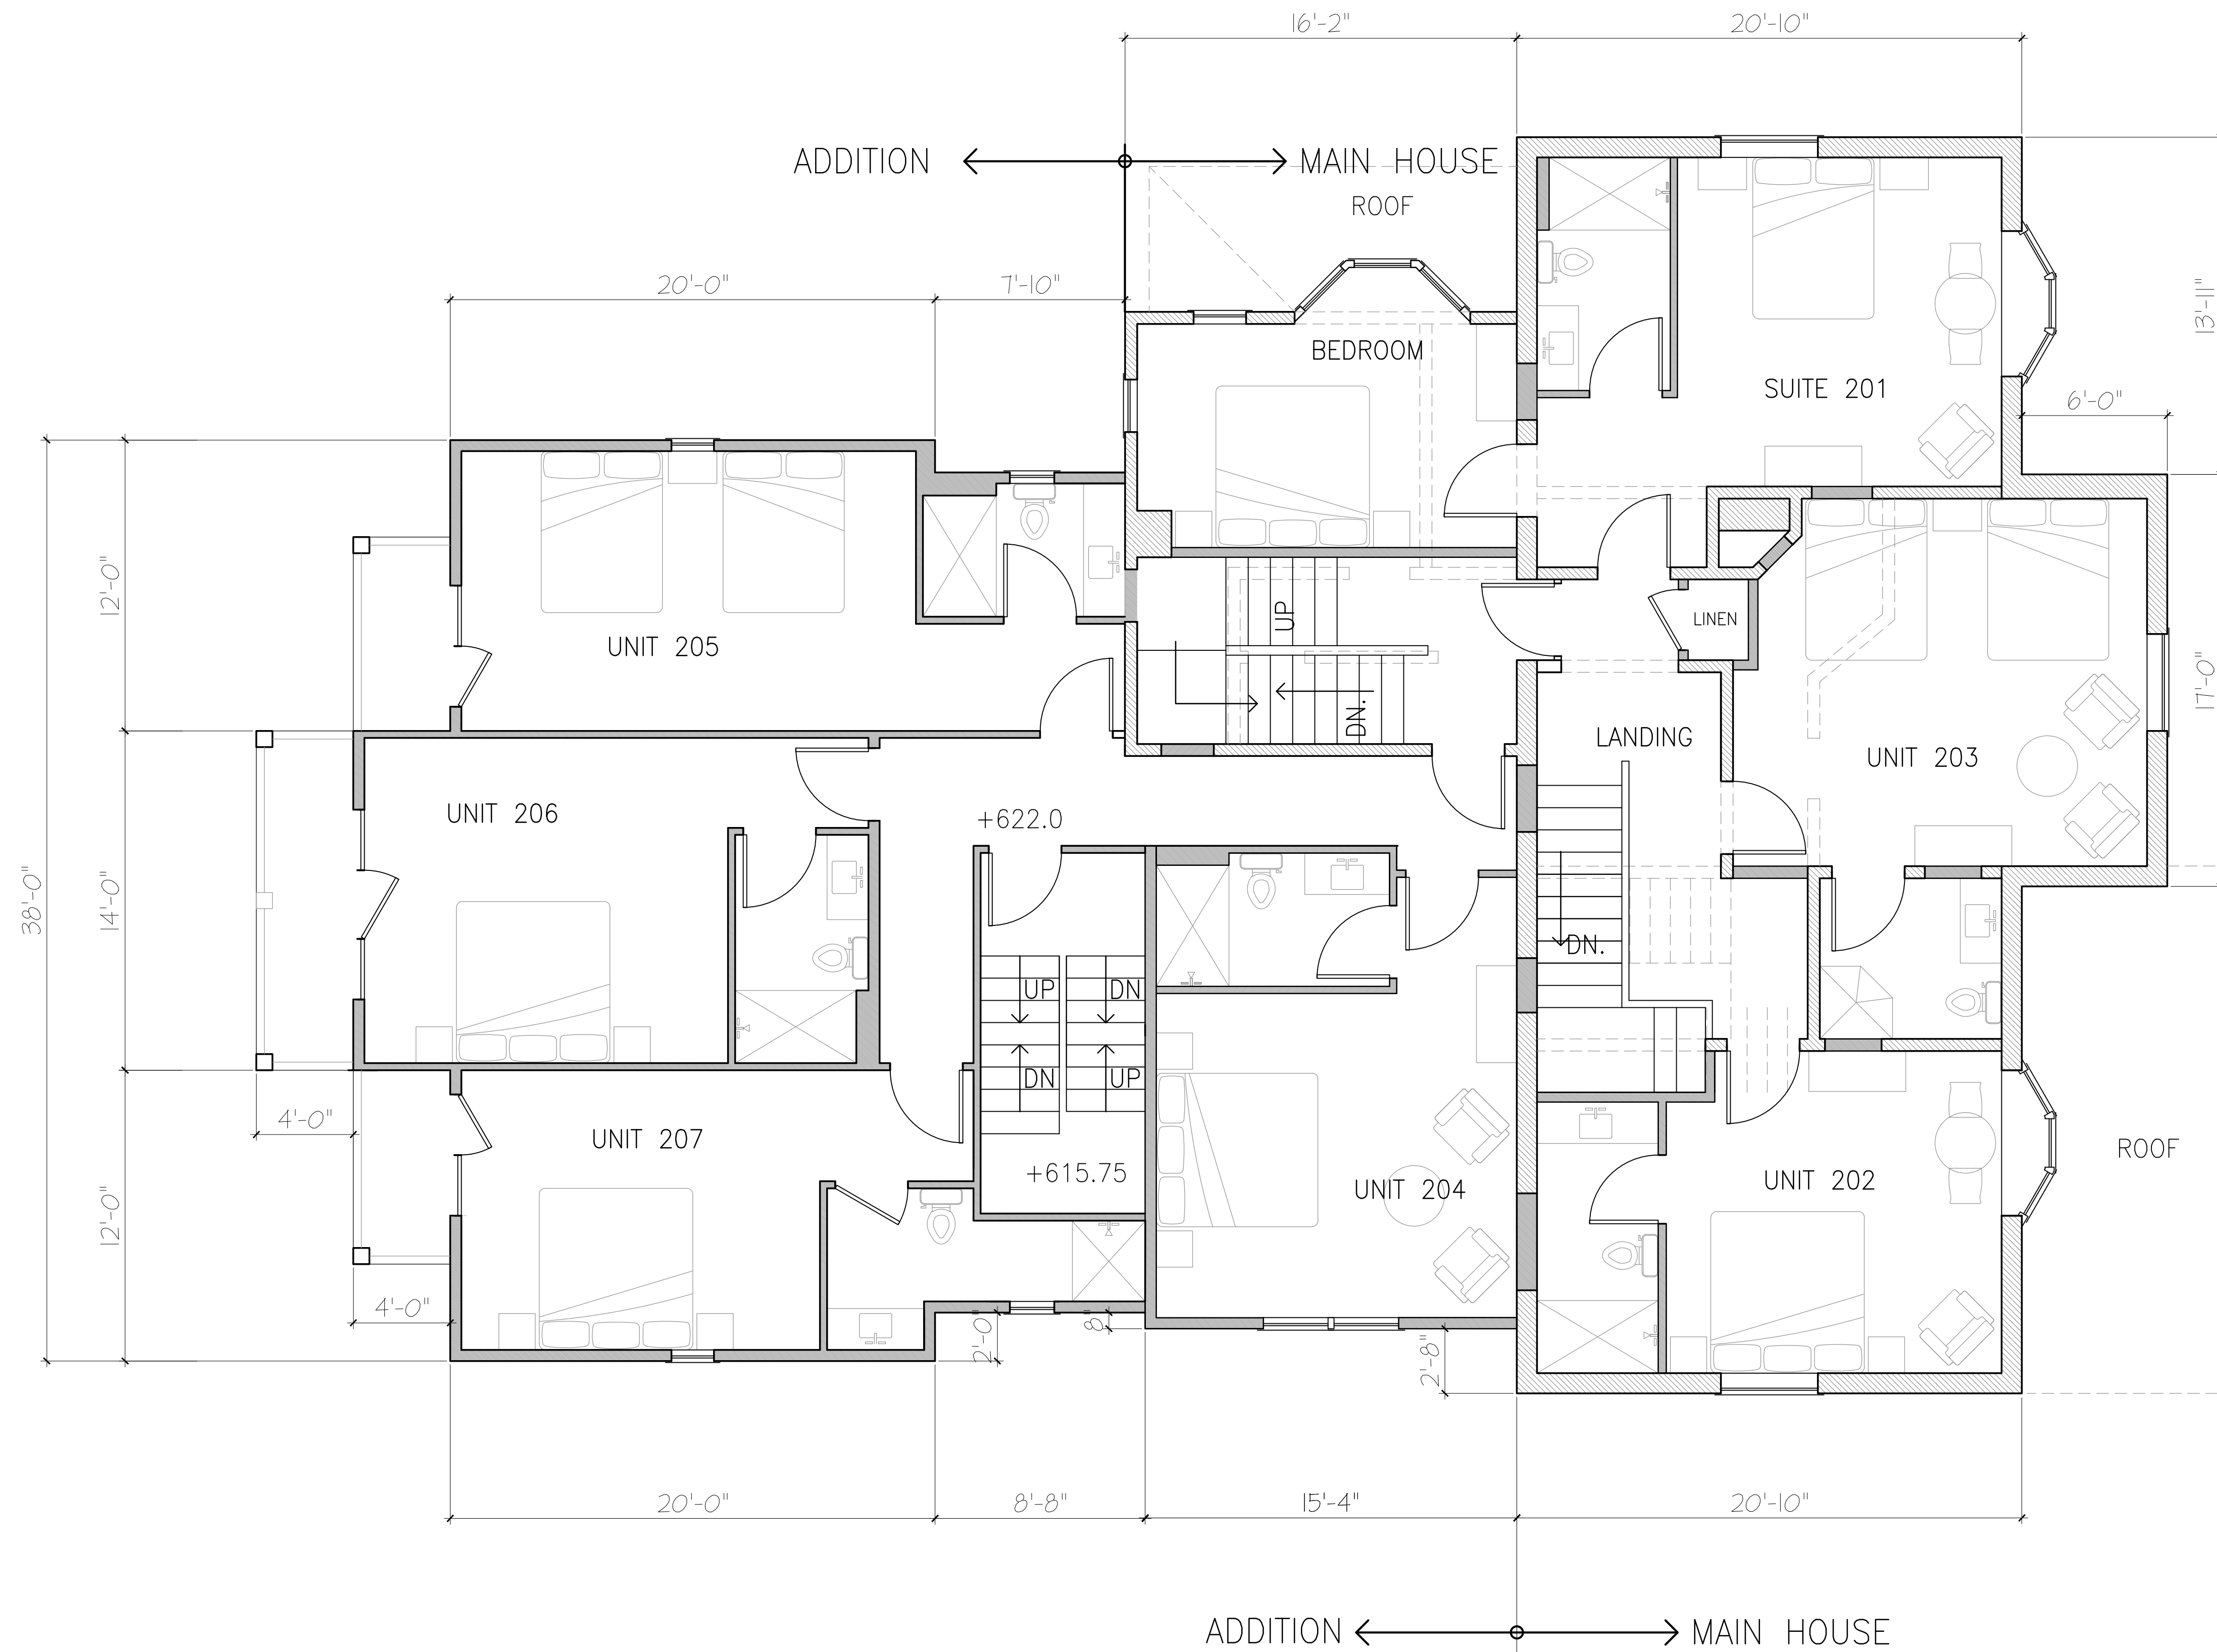 16'-2"
20'-10"
ADDITION
MAIN HOUSE
ROOF
20'-0"
7'-10"
13'-11"
BEDROOM
SUITE 201
6'-0"
12'-0"
UP
LINEN
UNIT 205
17'-0"
DN.
LANDING
UNIT 203
UNIT 206
+622.0
38'-0"
14'-0"
DN.
UP
DN
DN
UP
4'-0"
UNIT 207
ROOF
+615.75
UNIT 204
UNIT 202
12'-0"
4'-0"
2'-0"
8"
2'-8"
20'-0"
8'-8"
15'-4"
20'-10"
ADDITION
MAIN HOUSE